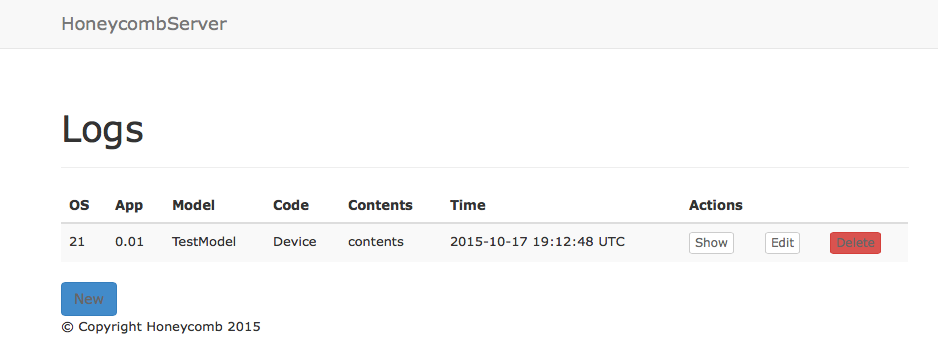 HoneycombServer
Logs
OS App Model Code Contents Time Actions
21 0.01 TestModel Device contents 2015-10-17 19:12:48 UTC Show Edit Delete
New
© Copyright Honeycomb 2015